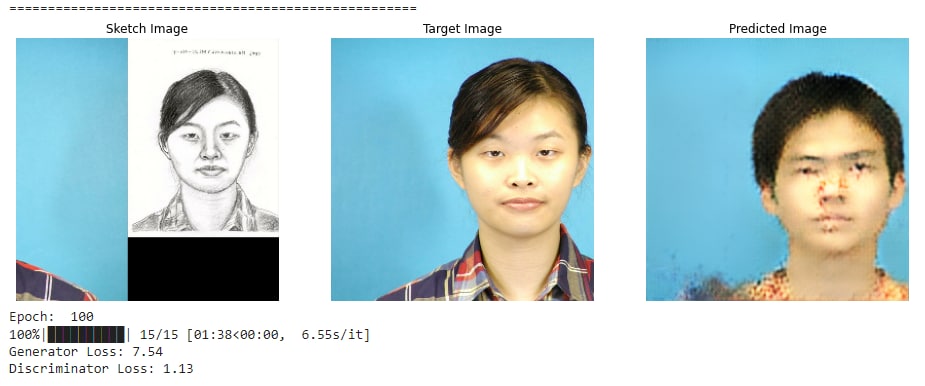 =====================================================
Sketch Image
Target Image
Predicted Image
Epoch:  100
100%|██████████| 15/15 [01:38<00:00,  6.55s/it]
Generator Loss: 7.54
Discriminator Loss: 1.13